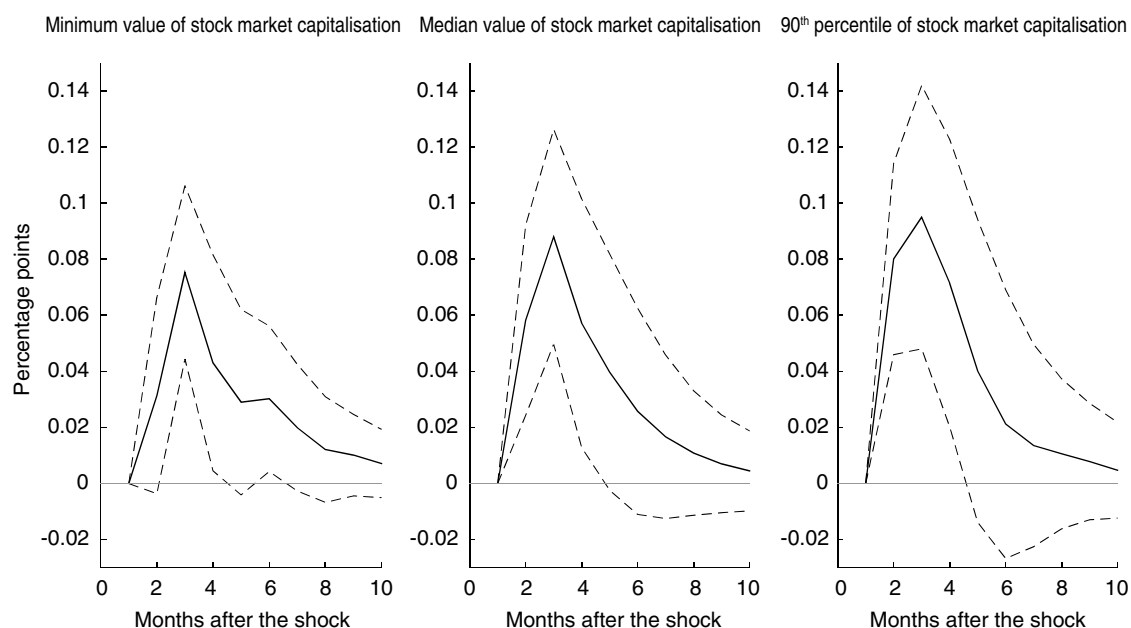 Minimum value of stock market capitalisation
Median value of stock market capitalisation
90th percentile of stock market capitalisation
Percentage points
0.14
0.12
0.1
0.08
0.06
0.04
0.02
0
-0.02
0 2 4 6 8 10
Months after the shock
0.14
0.12
0.1
0.08
0.06
0.04
0.02
0
-0.02
0 2 4 6 8 10
Months after the shock
0.14
0.12
0.1
0.08
0.06
0.04
0.02
0
-0.02
0 2 4 6 8 10
Months after the shock